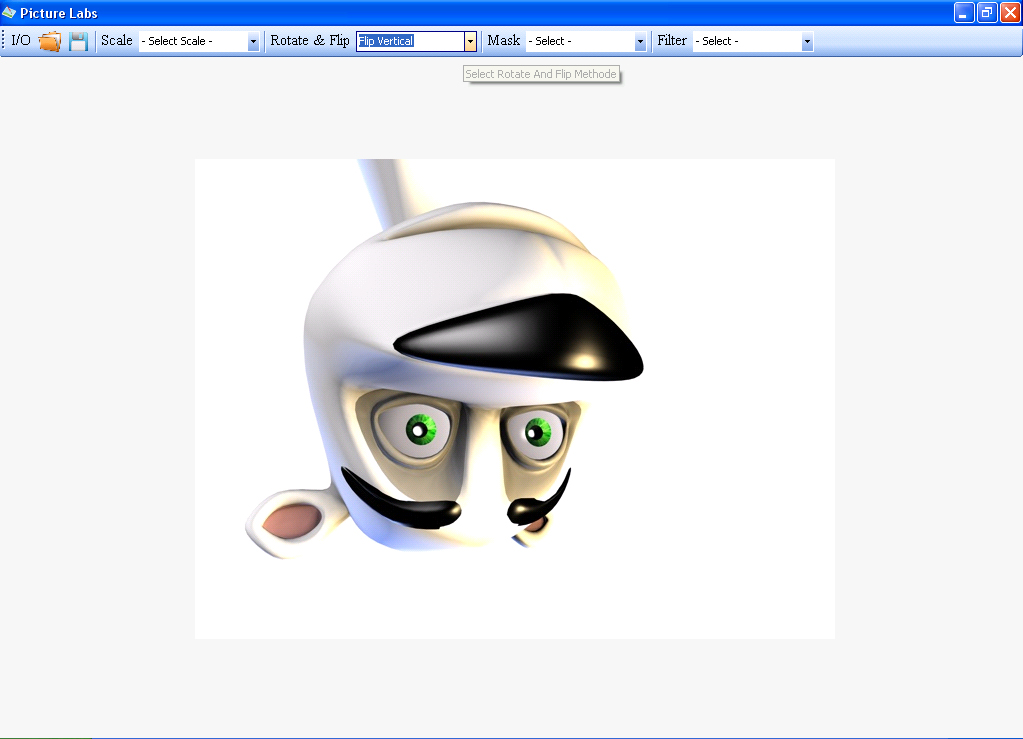 Picture Labs
I/O Scale - Select Scale - Rotate & Flip Flip Vertical Mask - Select - Filter - Select -
Select Rotate And Flip Methode